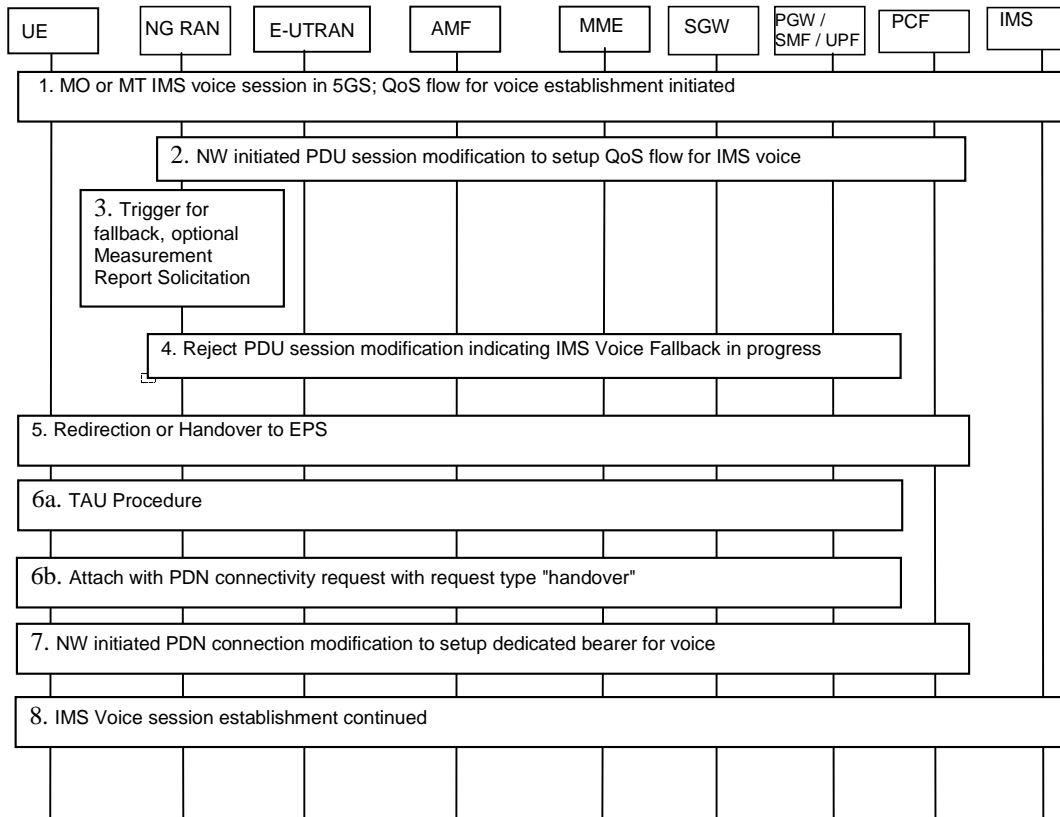 UE
NG RAN
E-UTRAN
AMF
MME
SGW
PGW /
SMF / UPF
PCF
IMS
1. MO or MT IMS voice session in 5GS; QoS flow for voice establishment initiated
2. NW initiated PDU session modification to setup QoS flow for IMS voice
3. Trigger for
fallback, optional
Measurement
Report Solicitation
4. Reject PDU session modification indicating IMS Voice Fallback in progress
5. Redirection or Handover to EPS
6a. TAU Procedure
6b. Attach with PDN connectivity request with request type "handover"
7. NW initiated PDN connection modification to setup dedicated bearer for voice
8. IMS Voice session establishment continued